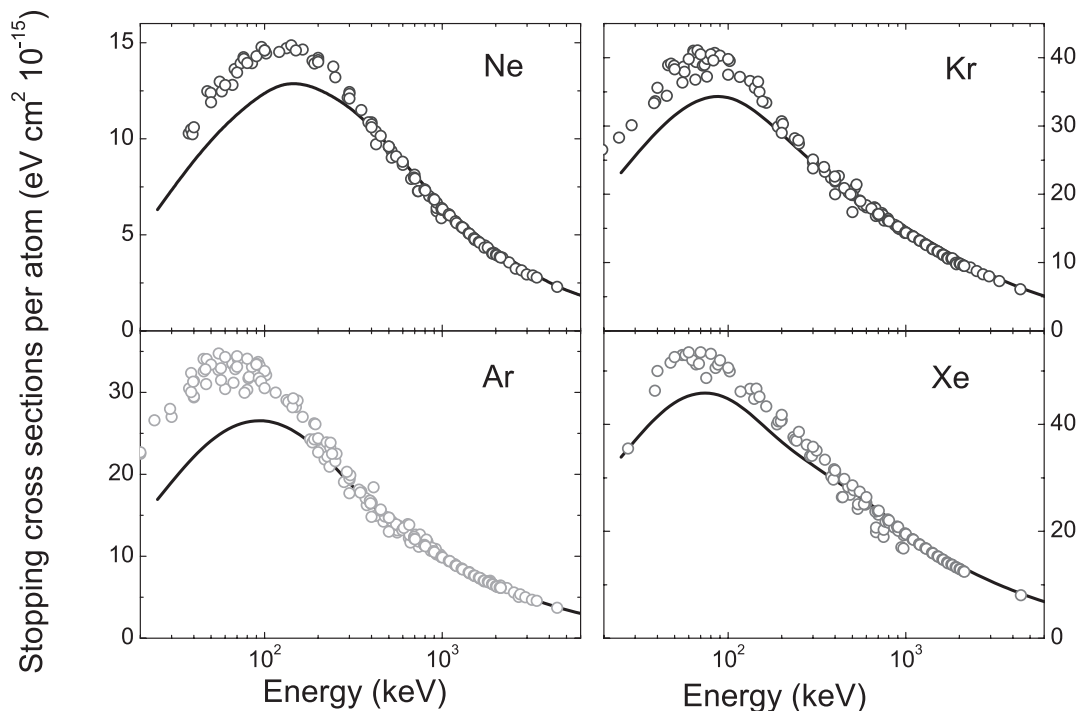 Stopping cross sections per atom (eV cm² 10⁻¹⁵)
15
10
5
0
Ne
40
30
20
10
0
Kr
30
20
10
0
Ar
40
20
0
Xe
10² 10³
10² 10³
Energy (keV)
Energy (keV)